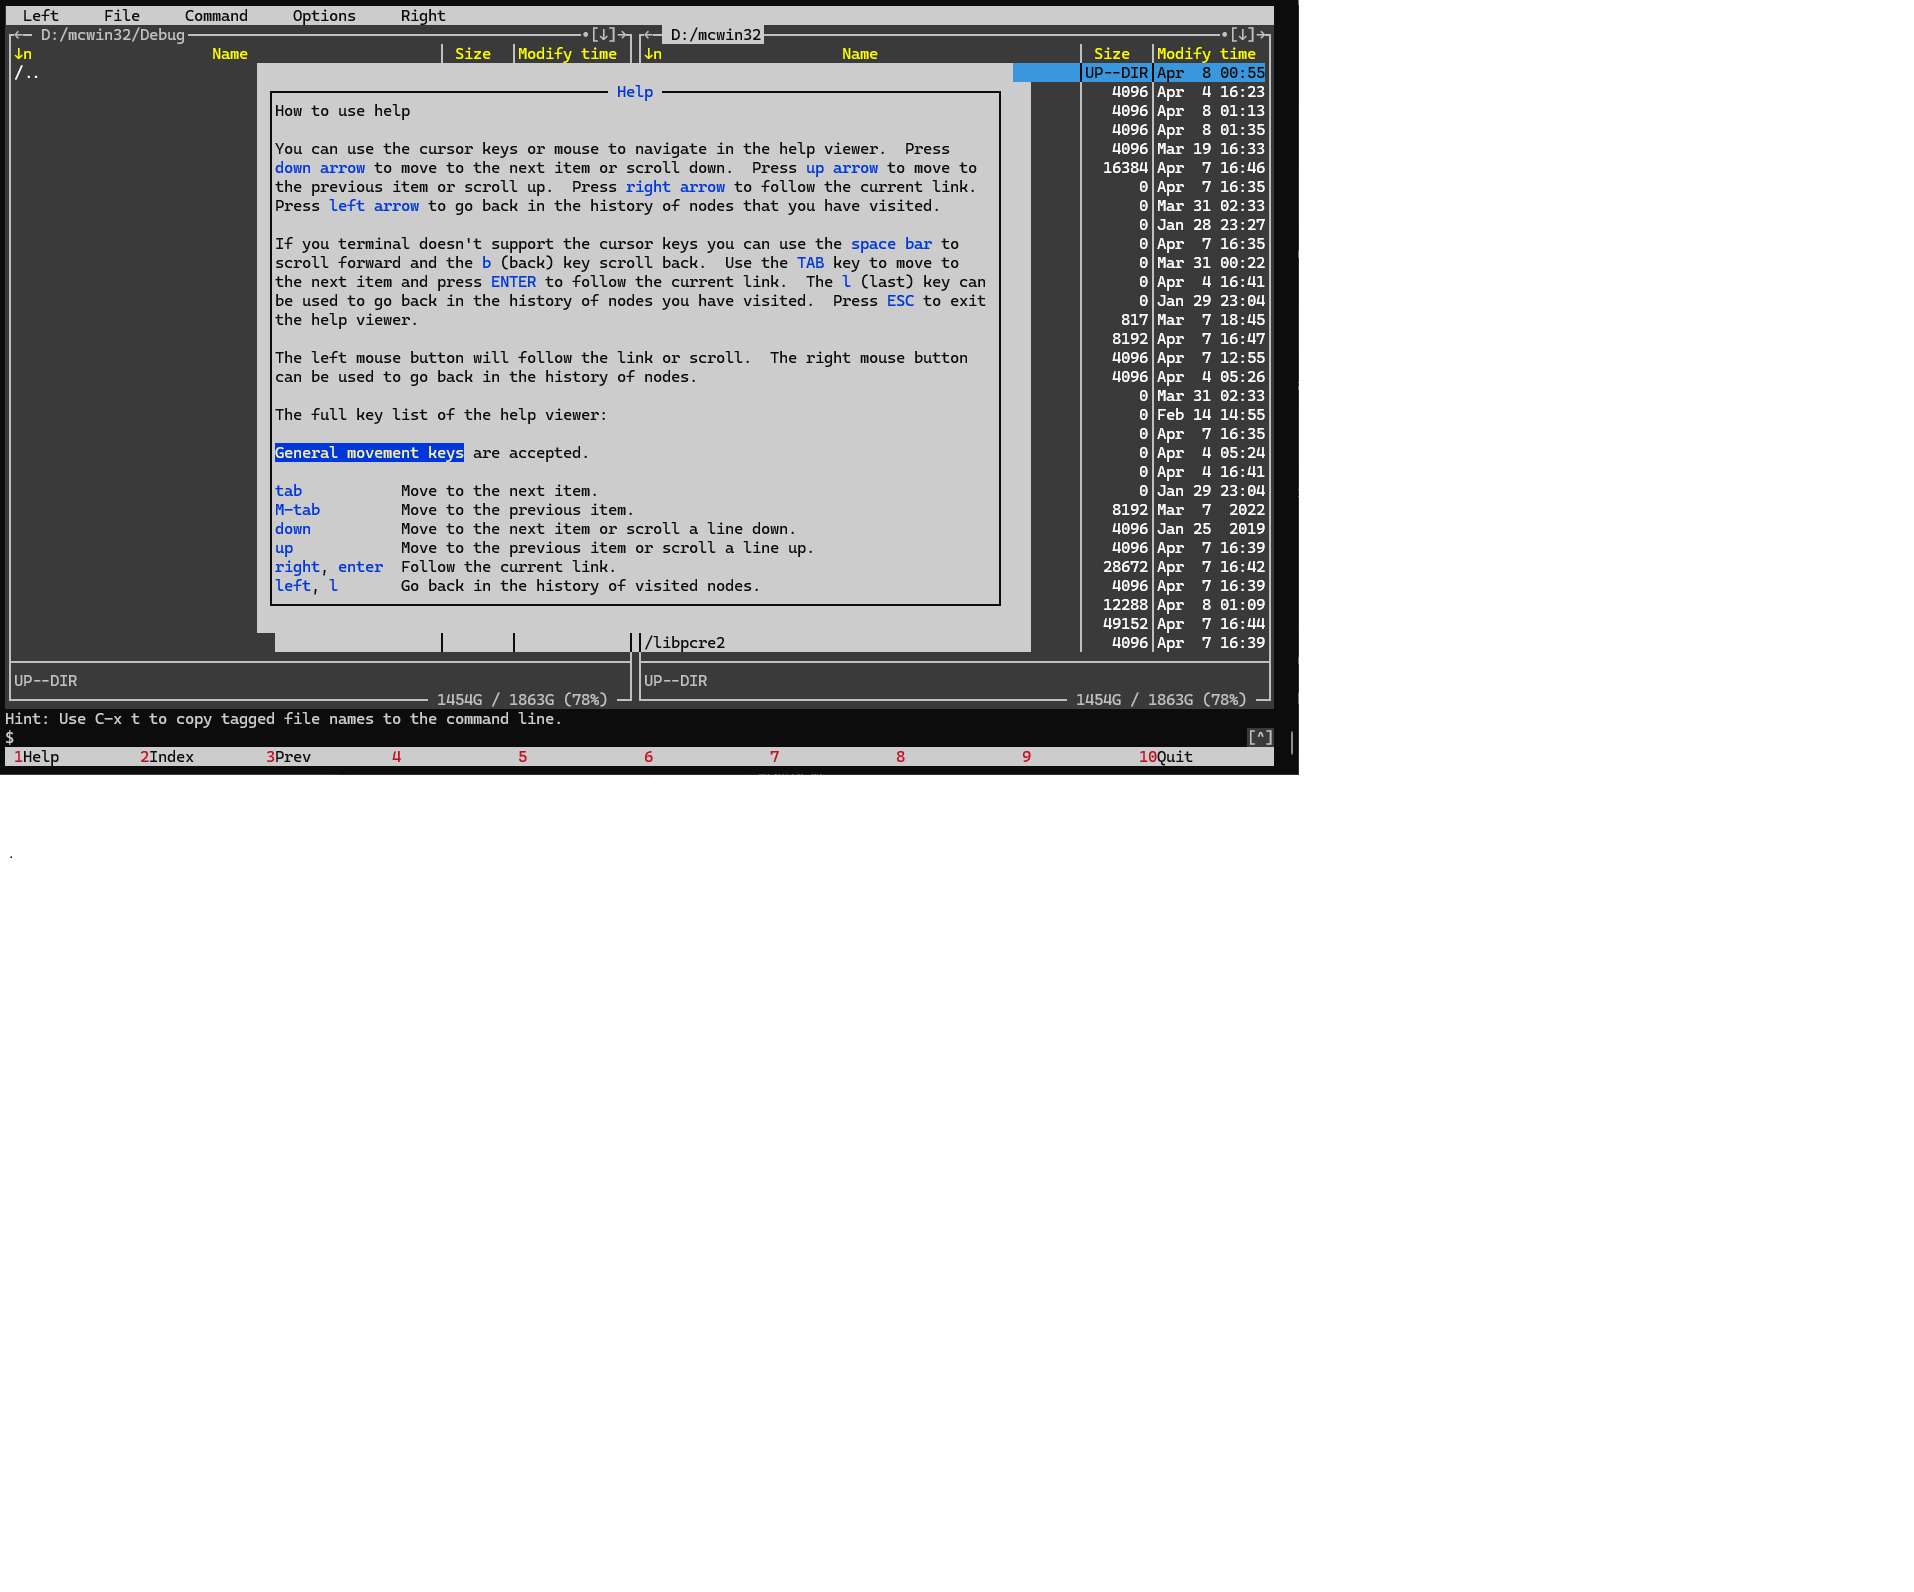 Left File Command Options Right
←─ D:/mcwin32/Debug •[↓]→ ←─ D:/mcwin32 •[↓]→
↓n Name Size Modify time ↓n Name Size Modify time
/.. UP--DIR Apr 8 00:55
Help 4096 Apr 4 16:23
How to use help 4096 Apr 8 01:13
4096 Apr 8 01:35
You can use the cursor keys or mouse to navigate in the help viewer. Press 4096 Mar 19 16:33
down arrow to move to the next item or scroll down. Press up arrow to move to 16384 Apr 7 16:46
the previous item or scroll up. Press right arrow to follow the current link. 0 Apr 7 16:35
Press left arrow to go back in the history of nodes that you have visited. 0 Mar 31 02:33
0 Jan 28 23:27
If you terminal doesn't support the cursor keys you can use the space bar to 0 Apr 7 16:35
scroll forward and the b (back) key scroll back. Use the TAB key to move to 0 Mar 31 00:22
the next item and press ENTER to follow the current link. The l (last) key can 0 Apr 4 16:41
be used to go back in the history of nodes you have visited. Press ESC to exit 0 Jan 29 23:04
the help viewer. 817 Mar 7 18:45
8192 Apr 7 16:47
The left mouse button will follow the link or scroll. The right mouse button 4096 Apr 7 12:55
can be used to go back in the history of nodes. 4096 Apr 4 05:26
0 Mar 31 02:33
The full key list of the help viewer: 0 Feb 14 14:55
0 Apr 7 16:35
General movement keys are accepted. 0 Apr 4 05:24
0 Apr 4 16:41
tab Move to the next item. 0 Jan 29 23:04
M-tab Move to the previous item. 8192 Mar 7 2022
down Move to the next item or scroll a line down. 4096 Jan 25 2019
up Move to the previous item or scroll a line up. 4096 Apr 7 16:39
right, enter Follow the current link. 28672 Apr 7 16:42
left, l Go back in the history of visited nodes. 4096 Apr 7 16:39
12288 Apr 8 01:09
49152 Apr 7 16:44
/libpcre2 4096 Apr 7 16:39
UP--DIR UP--DIR
1454G / 1863G (78%) 1454G / 1863G (78%)
Hint: Use C-x t to copy tagged file names to the command line.
$ [^]
1Help 2Index 3Prev 4 5 6 7 8 9 10Quit
.